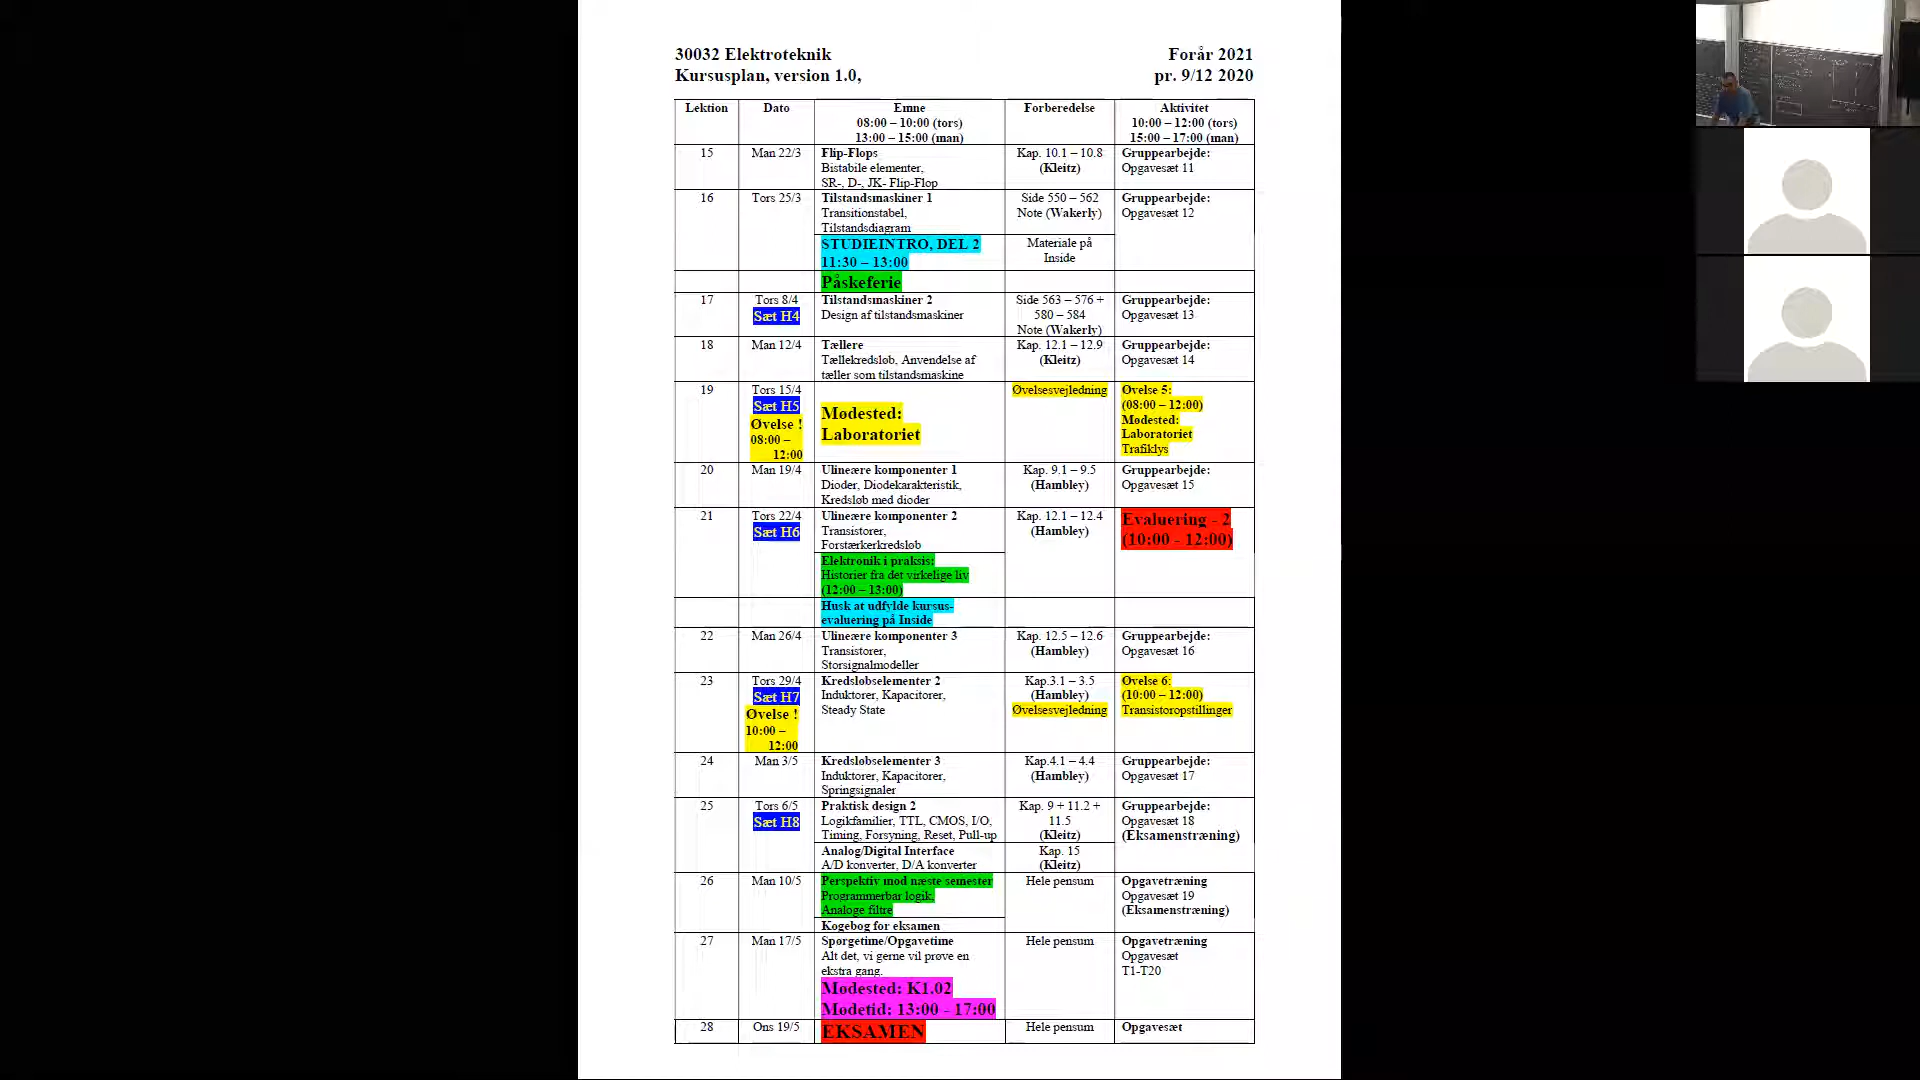 30032 Elektroteknik
Forår 2021
Kursusplan, version 1.0,
pr. 9/12 2020
Lektion
Dato
Emne
08:00 – 10:00 (tors)
13:00 – 15:00 (man)
Forberedelse
Aktivitet
10:00 – 12:00 (tors)
15:00 – 17:00 (man)
15
Man 22/3
Flip-Flops
Bistabile elementer,
SR-, D-, JK- Flip-Flop
Kap. 10.1 – 10.8
(Kleitz)
Gruppearbejde:
Opgavesæt 11
16
Tors 25/3
Tilstandsmaskiner 1
Transitionstabel,
Tilstandsdiagram
Side 550 – 562
Note (Wakerly)
Gruppearbejde:
Opgavesæt 12
STUDIEINTRO, DEL 2
11:30 – 13:00
Materiale på
Inside
Påskeferie
17
Tors 8/4
Sæt H4
Tilstandsmaskiner 2
Design af tilstandsmaskiner
Side 563 – 576 +
580 – 584
Note (Wakerly)
Gruppearbejde:
Opgavesæt 13
18
Man 12/4
Tællere
Tællekredsløb, Anvendelse af
tæller som tilstandsmaskine
Kap. 12.1 – 12.9
(Kleitz)
Gruppearbejde:
Opgavesæt 14
19
Tors 15/4
Sæt H5
Øvelse !
08:00 –
12:00
Mødested:
Laboratoriet
Øvelsesvejledning
Øvelse 5:
(08:00 – 12:00)
Mødested:
Laboratoriet
Trafiklys
20
Man 19/4
Ulineære komponenter 1
Dioder, Diodekarakteristik,
Kredsløb med dioder
Kap. 9.1 – 9.5
(Hambley)
Gruppearbejde:
Opgavesæt 15
21
Tors 22/4
Sæt H6
Ulineære komponenter 2
Transistorer,
Forstærkerkredsløb
Kap. 12.1 – 12.4
(Hambley)
Evaluering - 2
(10:00 - 12:00)
Elektronik i praksis:
Historier fra det virkelige liv
(12:00 – 13:00)
Husk at udfylde kursus-
evaluering på Inside
22
Man 26/4
Ulineære komponenter 3
Transistorer,
Storsignalmodeller
Kap. 12.5 – 12.6
(Hambley)
Gruppearbejde:
Opgavesæt 16
23
Tors 29/4
Sæt H7
Øvelse !
10:00 –
12:00
Kredsløbselementer 2
Induktorer, Kapacitorer,
Steady State
Kap.3.1 – 3.5
(Hambley)
Øvelsesvejledning
Øvelse 6:
(10:00 – 12:00)
Transistoropstillinger
24
Man 3/5
Kredsløbselementer 3
Induktorer, Kapacitorer,
Springsignaler
Kap.4.1 – 4.4
(Hambley)
Gruppearbejde:
Opgavesæt 17
25
Tors 6/5
Sæt H8
Praktisk design 2
Logikfamilier, TTL, CMOS, I/O,
Timing, Forsyning, Reset, Pull-up
Kap. 9 + 11.2 +
11.5
(Kleitz)
Gruppearbejde:
Opgavesæt 18
(Eksamenstræning)
Analog/Digital Interface
A/D konverter, D/A konverter
Kap. 15
(Kleitz)
26
Man 10/5
Perspektiv mod næste semester
Programmerbar logik,
Analoge filtre
Hele pensum
Opgavetræning
Opgavesæt 19
(Eksamenstræning)
Kogebog for eksamen
27
Man 17/5
Spørgetime/Opgavetime
Alt det, vi gerne vil prøve en
ekstra gang.
Mødested: K1.02
Mødetid: 13:00 - 17:00
Hele pensum
Opgavetræning
Opgavesæt
T1-T20
28
Ons 19/5
EKSAMEN
Hele pensum
Opgavesæt